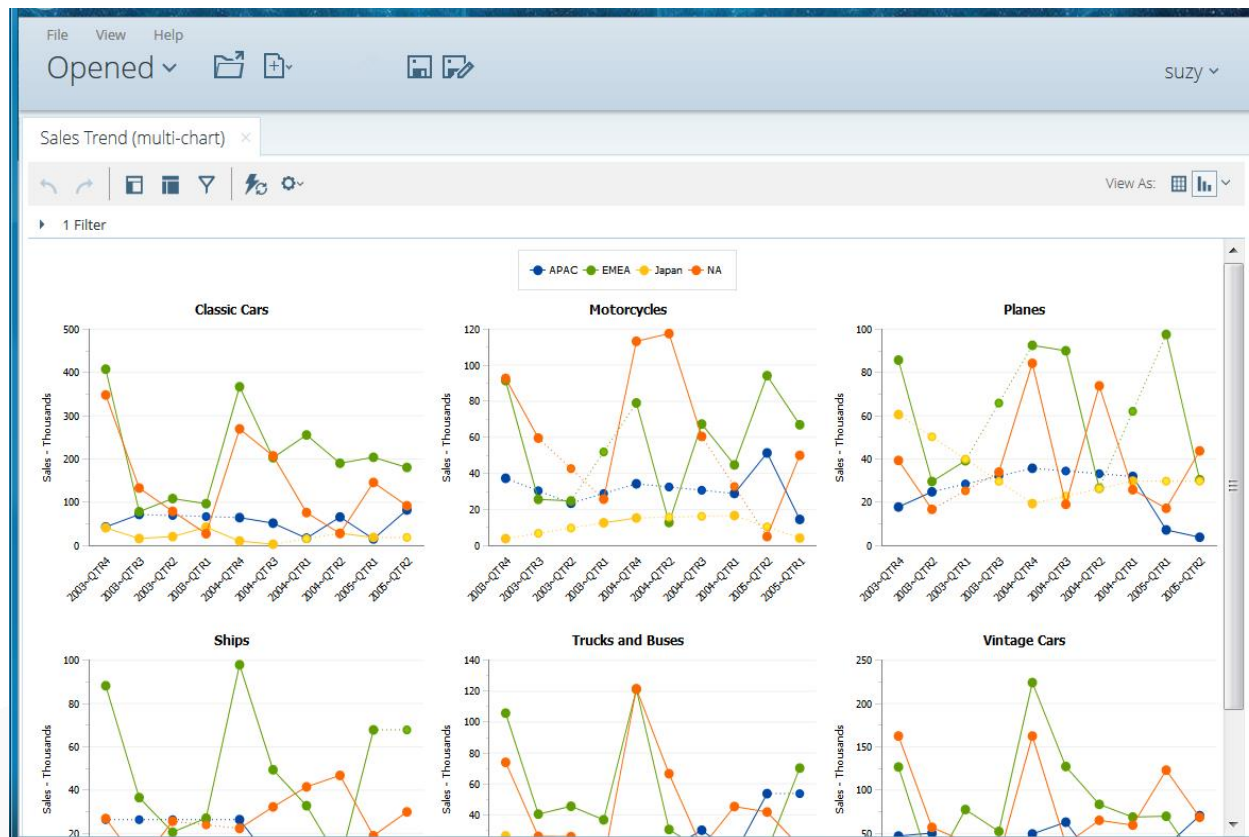 File View Help
Opened
suzy
Sales Trend (multi-chart)
View As:
1 Filter
APAC EMEA Japan NA
Classic Cars
Sales - Thousands
500
400
300
200
100
0
2003~QTR4 2003~QTR3 2003~QTR2 2003~QTR1 2004~QTR4 2004~QTR3 2004~QTR1 2004~QTR2 2005~QTR1 2005~QTR2
Motorcycles
Sales - Thousands
120
100
80
60
40
20
0
2003~QTR4 2003~QTR3 2003~QTR2 2003~QTR1 2004~QTR4 2004~QTR2 2004~QTR3 2004~QTR1 2005~QTR2 2005~QTR1
Planes
Sales - Thousands
100
80
60
40
20
0
2003~QTR4 2003~QTR2 2003~QTR1 2003~QTR3 2004~QTR4 2004~QTR3 2004~QTR2 2004~QTR1 2005~QTR1 2005~QTR2
Ships
Sales - Thousands
100
80
60
40
20
Trucks and Buses
Sales - Thousands
140
120
100
80
60
40
Vintage Cars
Sales - Thousands
250
200
150
100
50